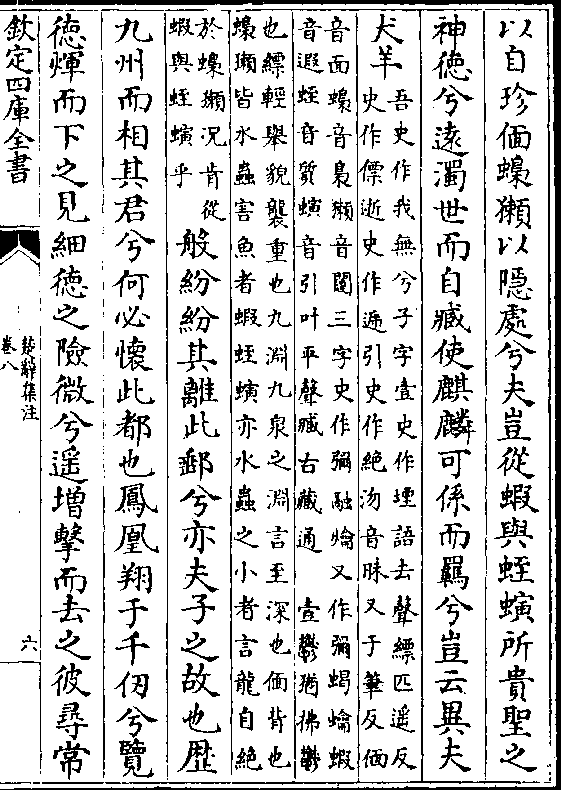 以自珍偭蟂獺以隱處兮夫豈從蝦與蛭螾所貴聖之
神徳兮逺濁世而自臧使麒麟可係而羈兮豈云異夫
犬羊
吾史作我無兮子字壹史作堙語去聲縹匹遥反
史作僄逝史作遰引史作絶沕音昧又于筆反偭
音面蟂音梟獺音闥三字史作彌融爚又作彌蝎蠬蝦
音遐蛭音質螾音引叶平聲臧古藏通 壹鬱猶怫鬱
也縹輕舉貌襲重也九淵九泉之淵言至深也偭背也
蟂獺皆水蟲害魚者蝦蛭螾亦水蟲之小者言龍自絶
於蟂獺况肯從
蝦與蛭螾乎
般紛紛其離此郵兮亦夫子之故也歴
九州而相其君兮何必懐此都也鳳凰翔于千仞兮覽
徳煇而下之見細徳之險微兮遥增擊而去之彼尋常
欽定四庫全書
楚辭集注
卷八
六